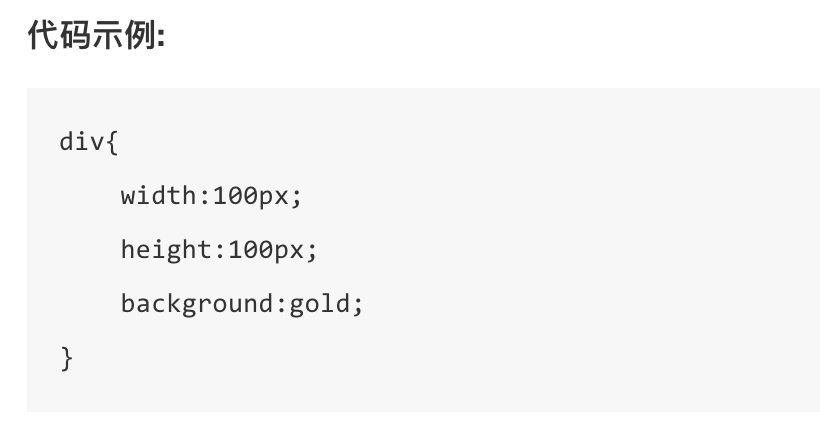 代码示例:
div{
    width:100px;
    height:100px;
    background:gold;
}